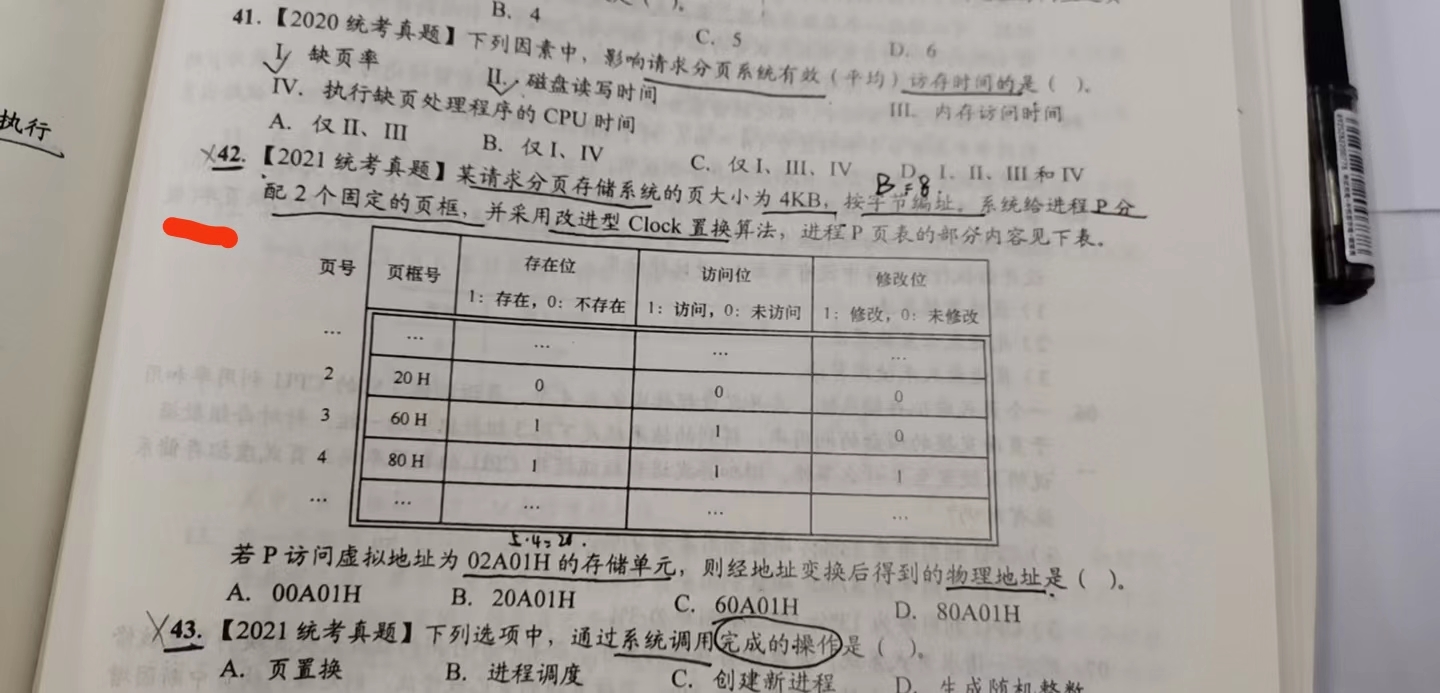 B. 4
C. 5
D. 6
41.【2020 统考真题】下列因素中，影响请求分页系统有效（平均）访存时间的是（ ）。
I. 缺页率
II. 磁盘读写时间
III. 内存访问时间
IV. 执行缺页处理程序的 CPU 时间
A. 仅 II、III
B. 仅 I、IV
C. 仅 I、III、IV
D. I、II、III 和 IV
执行
B=8
42.【2021 统考真题】某请求分页存储系统的页大小为 4KB，按字节编址。系统给进程 P 分
配 2 个固定的页框，并采用改进型 Clock 置换算法，进程 P 页表的部分内容见下表。
页号 页框号 存在位 访问位 修改位
1：存在，0：不存在 1：访问，0：未访问 1：修改，0：未修改
… … … … …
2 20 H 0 0 0
3 60 H 1 1 0
4 80 H 1 1 1
… … … … …
若 P 访问虚拟地址为 02A01H 的存储单元，则经地址变换后得到的物理地址是（ ）。
A. 00A01H
B. 20A01H
C. 60A01H
D. 80A01H
43.【2021 统考真题】下列选项中，通过系统调用完成的操作是（ ）。
A. 页置换
B. 进程调度
C. 创建新进程
D. 生成随机整数